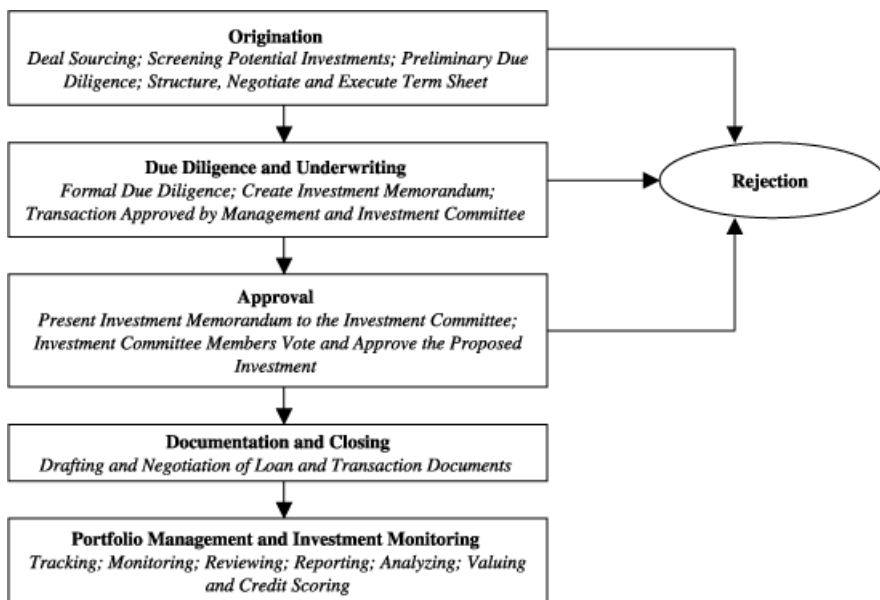 Origination
Deal Sourcing; Screening Potential Investments; Preliminary Due
Diligence; Structure, Negotiate and Execute Term Sheet
Due Diligence and Underwriting
Formal Due Diligence; Create Investment Memorandum;
Transaction Approved by Management and Investment Committee
Rejection
Approval
Present Investment Memorandum to the Investment Committee;
Investment Committee Members Vote and Approve the Proposed
Investment
Documentation and Closing
Drafting and Negotiation of Loan and Transaction Documents
Portfolio Management and Investment Monitoring
Tracking; Monitoring; Reviewing; Reporting; Analyzing; Valuing
and Credit Scoring